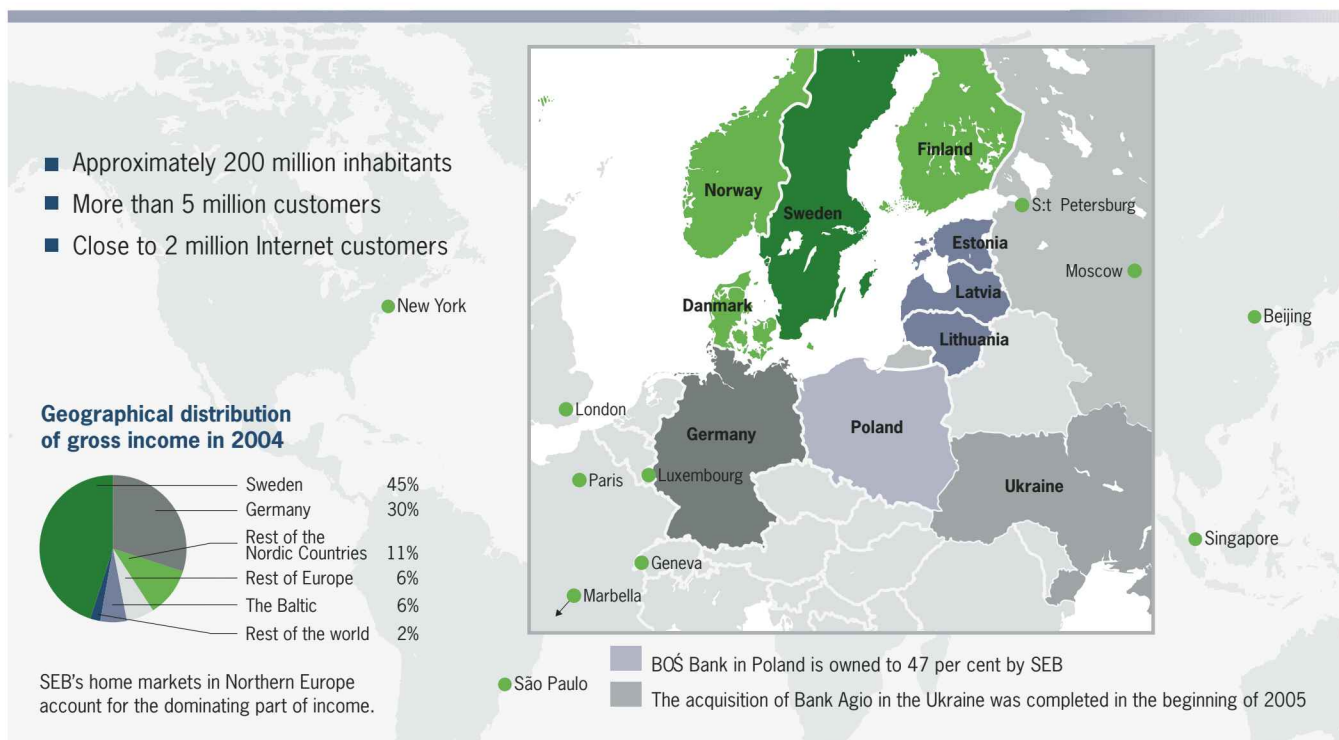 Approximately 200 million inhabitants
More than 5 million customers
Close to 2 million Internet customers
New York
Geographical distribution
of gross income in 2004
Sweden 45%
Germany 30%
Rest of the
Nordic Countries 11%
Rest of Europe 6%
The Baltic 6%
Rest of the world 2%
SEB's home markets in Northern Europe
account for the dominating part of income.
São Paulo
Norway
Sweden
Finland
S:t Petersburg
Estonia
Moscow
Latvia
Danmark
Lithuania
London
Germany
Poland
Paris
Luxembourg
Ukraine
Geneva
Marbella
Beijing
Singapore
BOŚ Bank in Poland is owned to 47 per cent by SEB
The acquisition of Bank Agio in the Ukraine was completed in the beginning of 2005